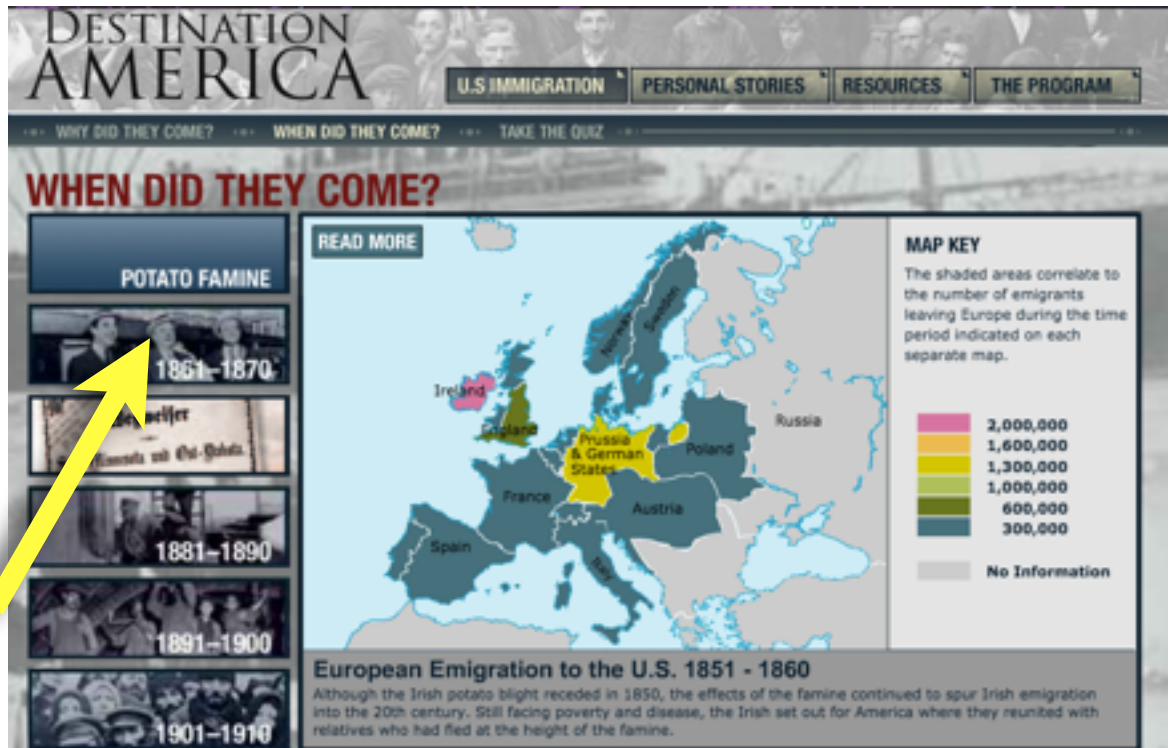 DESTINATION
AMERICA
U.S IMMIGRATION
PERSONAL STORIES
RESOURCES
THE PROGRAM
WHY DID THEY COME?
WHEN DID THEY COME?
TAKE THE QUIZ
WHEN DID THEY COME?
POTATO FAMINE
1861–1870
Minnesota und Ost-Dakota.
1881–1890
1891–1900
1901–1910
READ MORE
Norway
Sweden
Ireland
England
Prussia
& German
States
Poland
Russia
France
Austria
Spain
Italy
MAP KEY
The shaded areas correlate to
the number of emigrants
leaving Europe during the time
period indicated on each
separate map.
2,000,000
1,600,000
1,300,000
1,000,000
600,000
300,000
No Information
European Emigration to the U.S. 1851 - 1860
Although the Irish potato blight receded in 1850, the effects of the famine continued to spur Irish emigration
into the 20th century. Still facing poverty and disease, the Irish set out for America where they reunited with
relatives who had fled at the height of the famine.